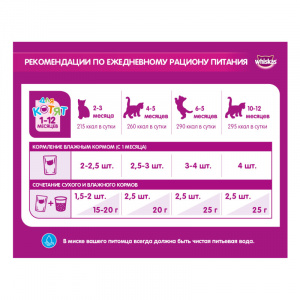 РЕКОМЕНДАЦИИ ПО ЕЖЕДНЕВНОМУ РАЦИОНУ ПИТАНИЯ
whiskas
для
КОТЯТ
1-12
МЕСЯЦЕВ
2-3
месяца
215 ккал в сутки
4-5
месяцев
260 ккал в сутки
6-5
месяцев
290 ккал в сутки
10-12
месяцев
295 ккал в сутки
КОРМЛЕНИЕ ВЛАЖНЫМ КОРМОМ (С 1 МЕСЯЦА)
2-2,5 шт. 2,5-3 шт. 3-4 шт. 4 шт.
СОЧЕТАНИЕ СУХОГО И ВЛАЖНОГО КОРМОВ
1,5-2 шт. 2,5 шт. 2,5 шт. 2,5 шт.
15-20 г 20 г 25 г 25 г
В миске вашего питомца всегда должна быть чистая питьевая вода.